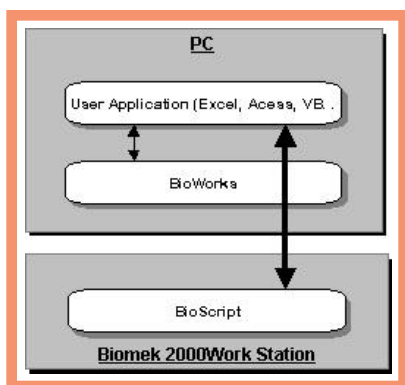 PC
User Application (Excel, Acess, VB .
BioWorks
BioScript
Biomek 2000Work Station